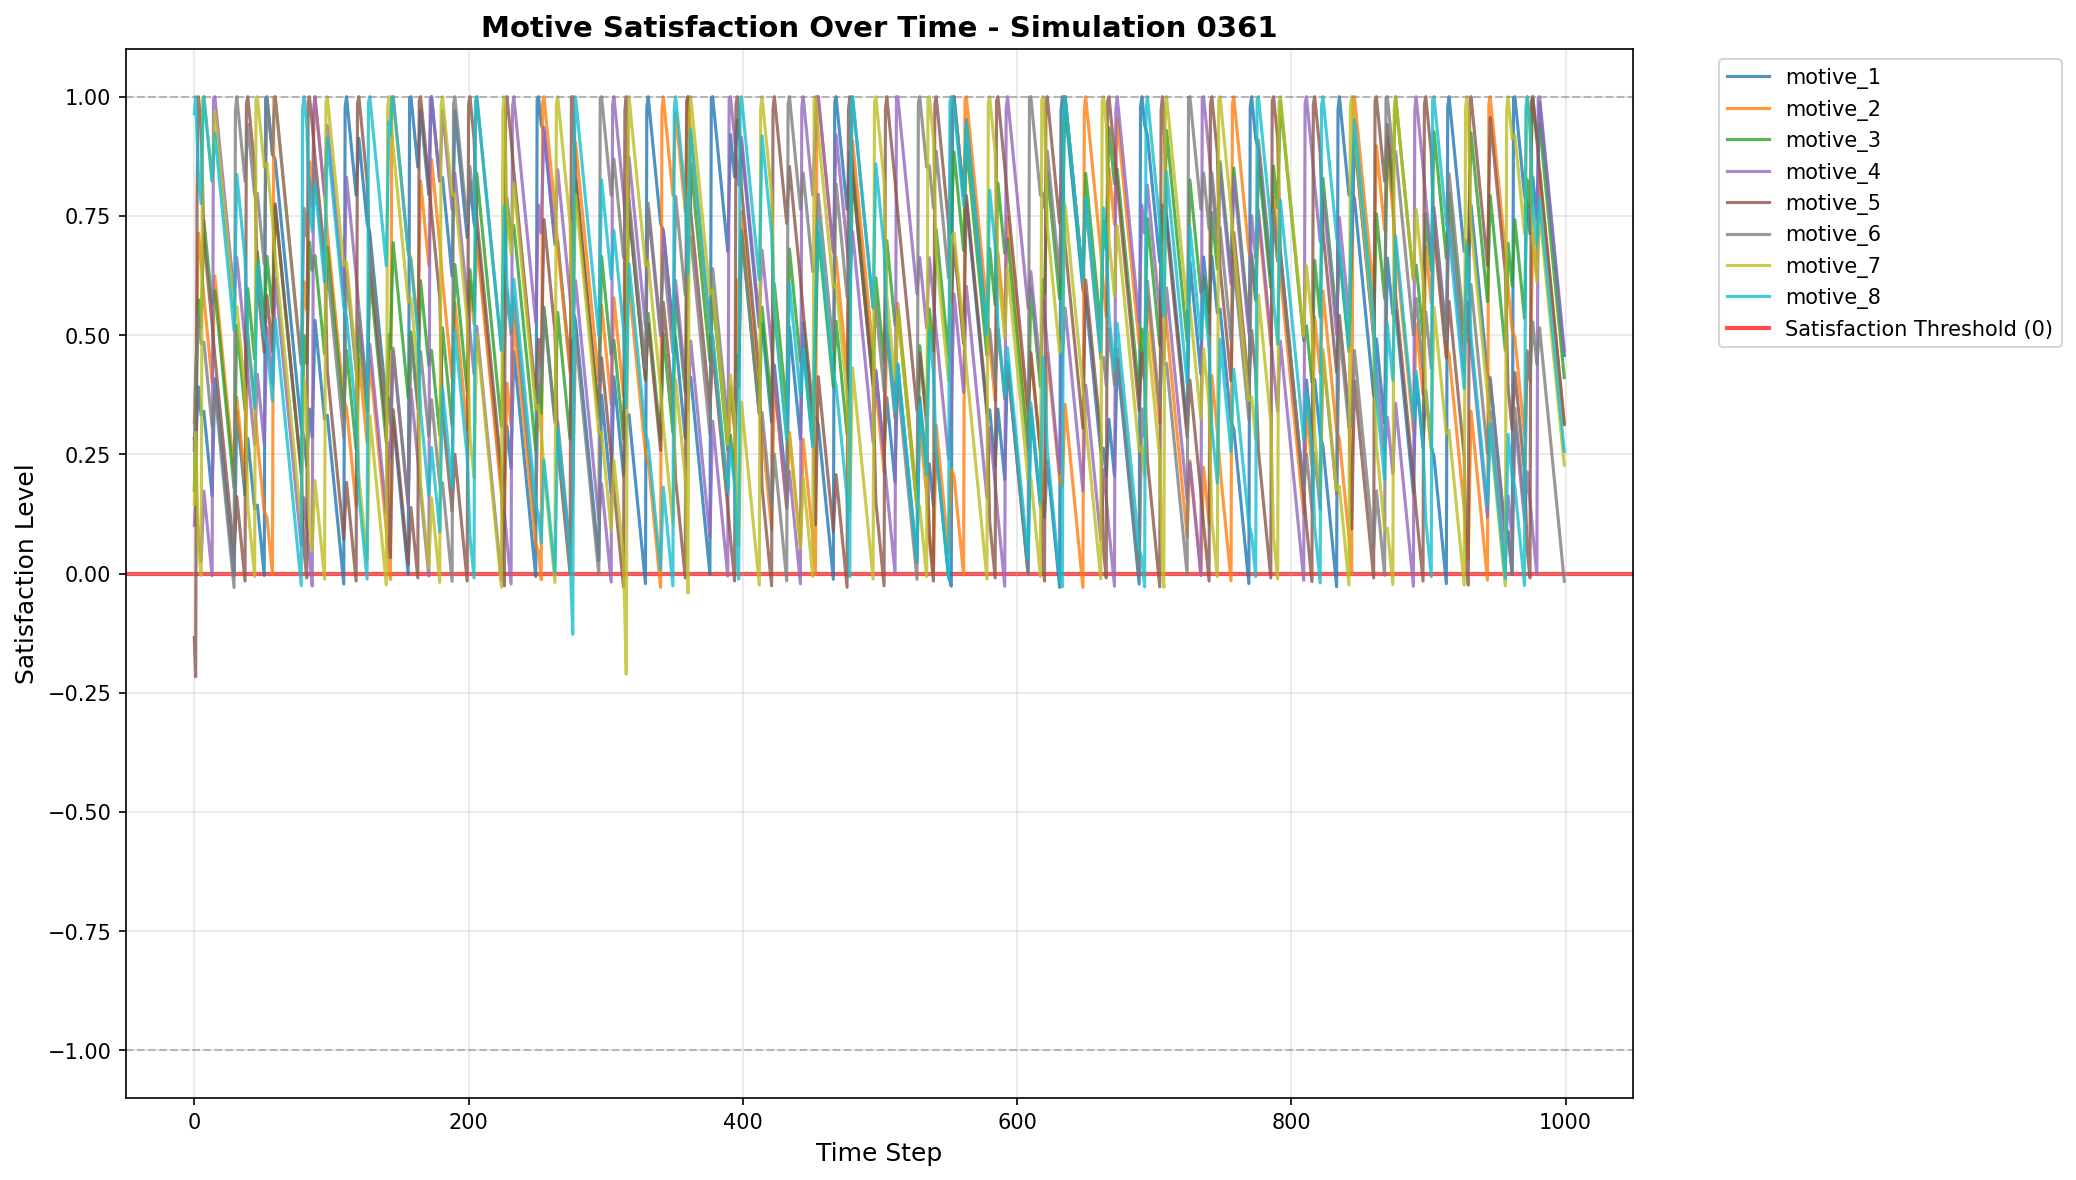 Motive Satisfaction Over Time - Simulation 0361
Satisfaction Level
1.00
0.75
0.50
0.25
0.00
−0.25
−0.50
−0.75
−1.00
0
200
400
600
800
1000
Time Step
motive_1
motive_2
motive_3
motive_4
motive_5
motive_6
motive_7
motive_8
Satisfaction Threshold (0)